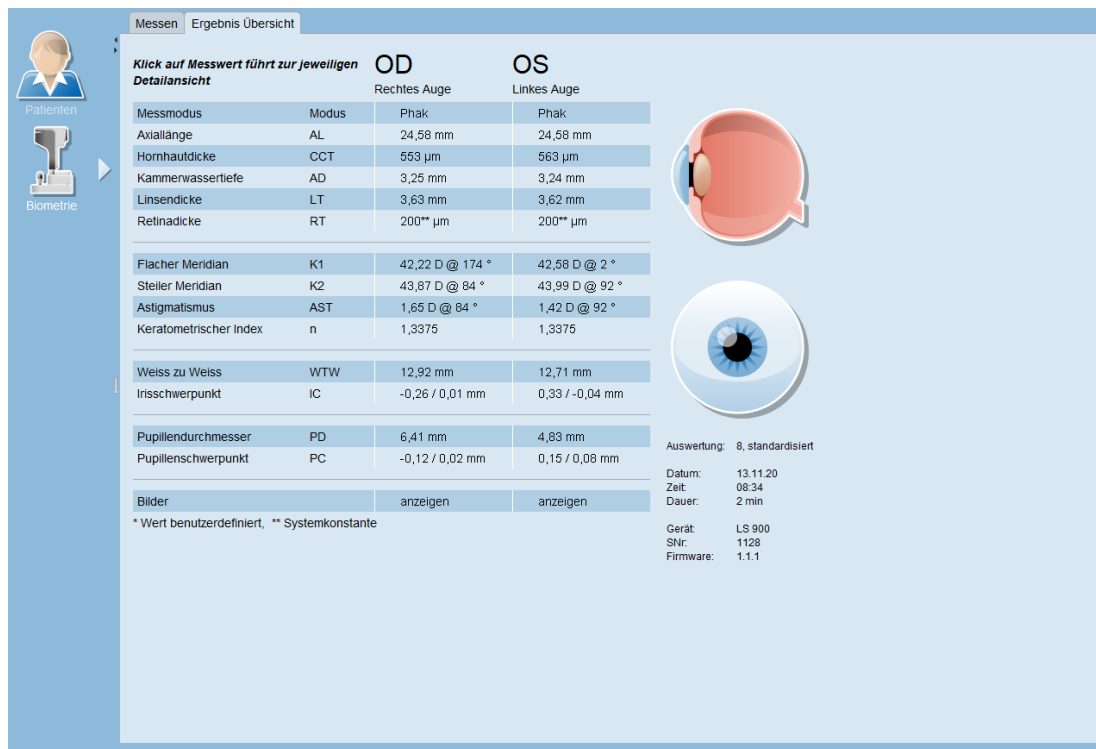 Messen Ergebnis Übersicht
Klick auf Messwert führt zur jeweiligen
Detailansicht
OD OS
Rechtes Auge Linkes Auge
Patienten
Biometrie
Messmodus Modus Phak Phak
Axiallänge AL 24,58 mm 24,58 mm
Hornhautdicke CCT 553 µm 563 µm
Kammerwassertiefe AD 3,25 mm 3,24 mm
Linsendicke LT 3,63 mm 3,62 mm
Retinadicke RT 200** µm 200** µm
Flacher Meridian K1 42,22 D @ 174 ° 42,58 D @ 2 °
Steiler Meridian K2 43,87 D @ 84 ° 43,99 D @ 92 °
Astigmatismus AST 1,65 D @ 84 ° 1,42 D @ 92 °
Keratometrischer Index n 1,3375 1,3375
Weiss zu Weiss WTW 12,92 mm 12,71 mm
Irisschwerpunkt IC -0,26 / 0,01 mm 0,33 / -0,04 mm
Pupillendurchmesser PD 6,41 mm 4,83 mm
Pupillenschwerpunkt PC -0,12 / 0,02 mm 0,15 / 0,08 mm
Bilder anzeigen anzeigen
* Wert benutzerdefiniert, ** Systemkonstante
Auswertung: 8, standardisiert
Datum: 13.11.20
Zeit: 08:34
Dauer: 2 min
Gerät: LS 900
SNr: 1128
Firmware: 1.1.1